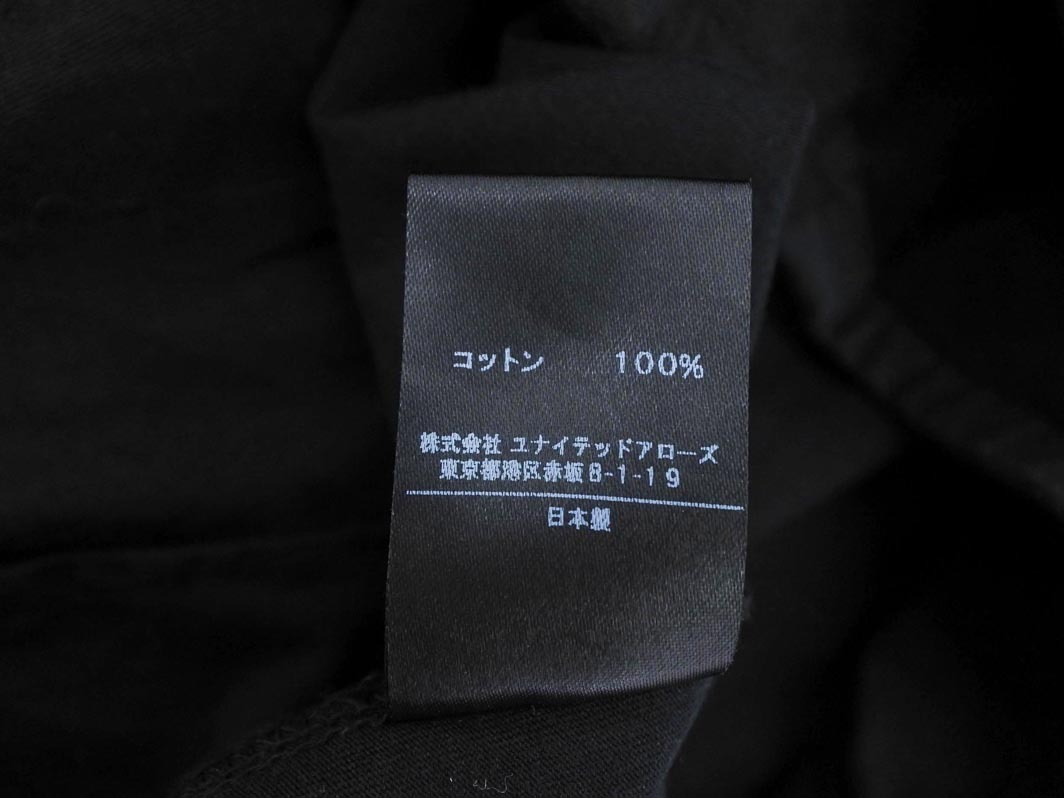 コットン 100%
株式会社 ユナイテッドアローズ
東京都港区赤坂8-1-19
日本製